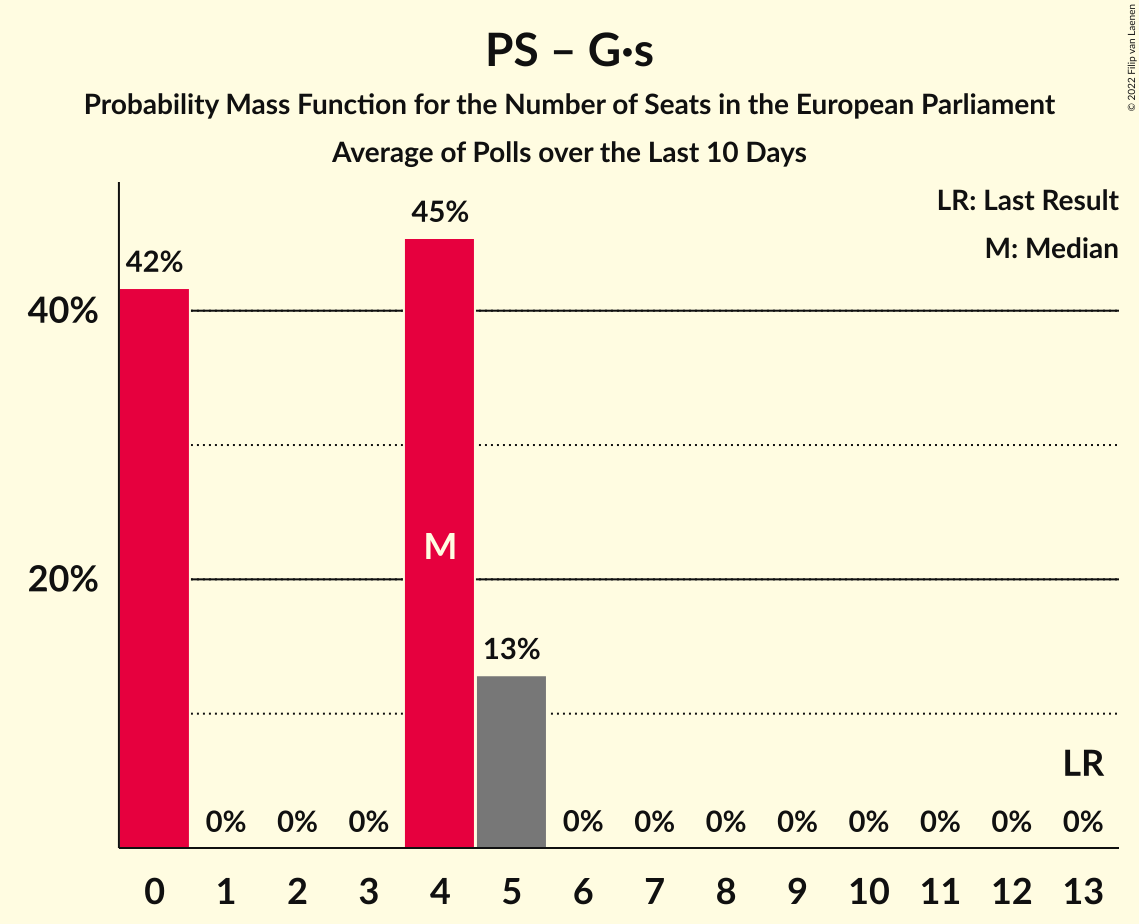 PS – G·s
Probability Mass Function for the Number of Seats in the European Parliament
Average of Polls over the Last 10 Days
© 2022 Filip van Laenen
LR: Last Result
M: Median
45%
42%
40%
M
20%
13%
LR
0% 0% 0% 0% 0% 0% 0% 0% 0% 0% 0%
0 1 2 3 4 5 6 7 8 9 10 11 12 13